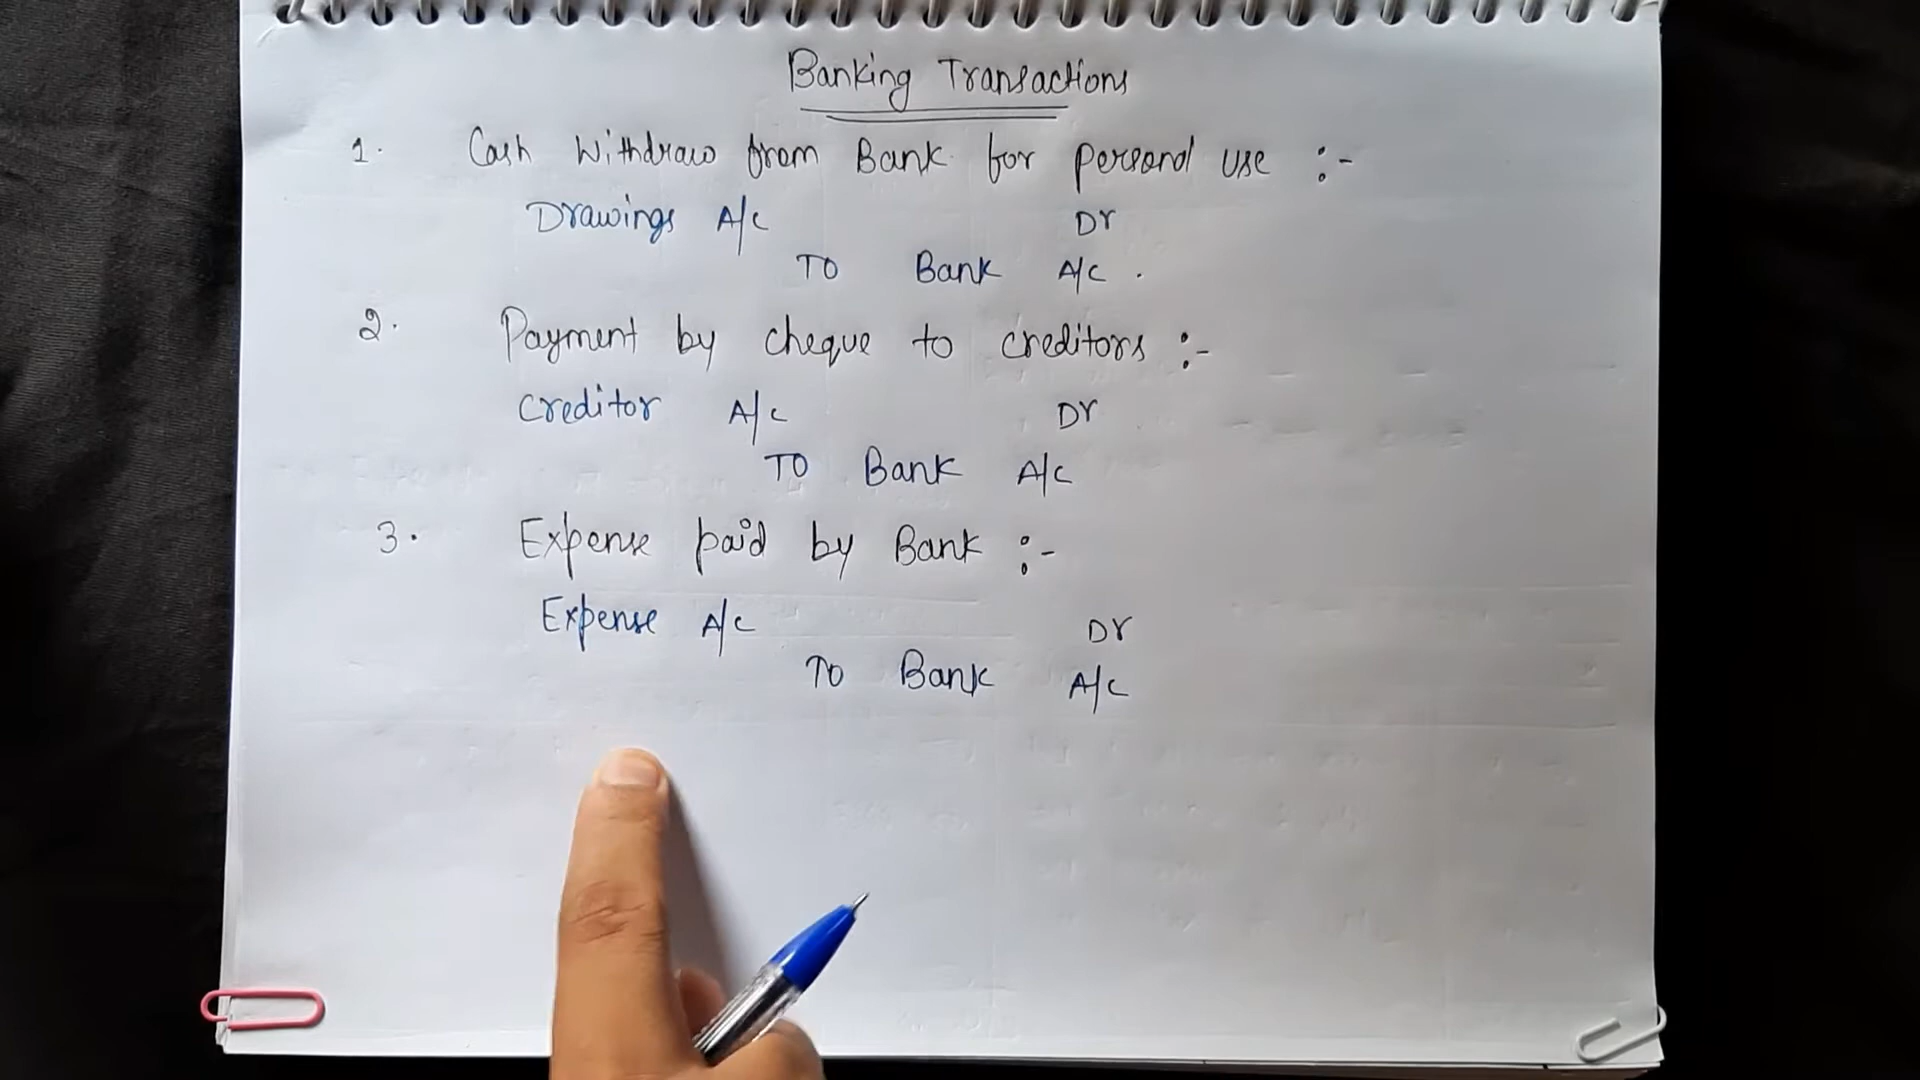 Banking Transactions
1. Cash Withdraw from Bank for personal use :-
Drawings A/c Dr
TO Bank A/c .
2. Payment by cheque to creditors :-
Creditor A/c Dr
TO Bank A/c
3. Expense paid by Bank :-
Expense A/c Dr
TO Bank A/c